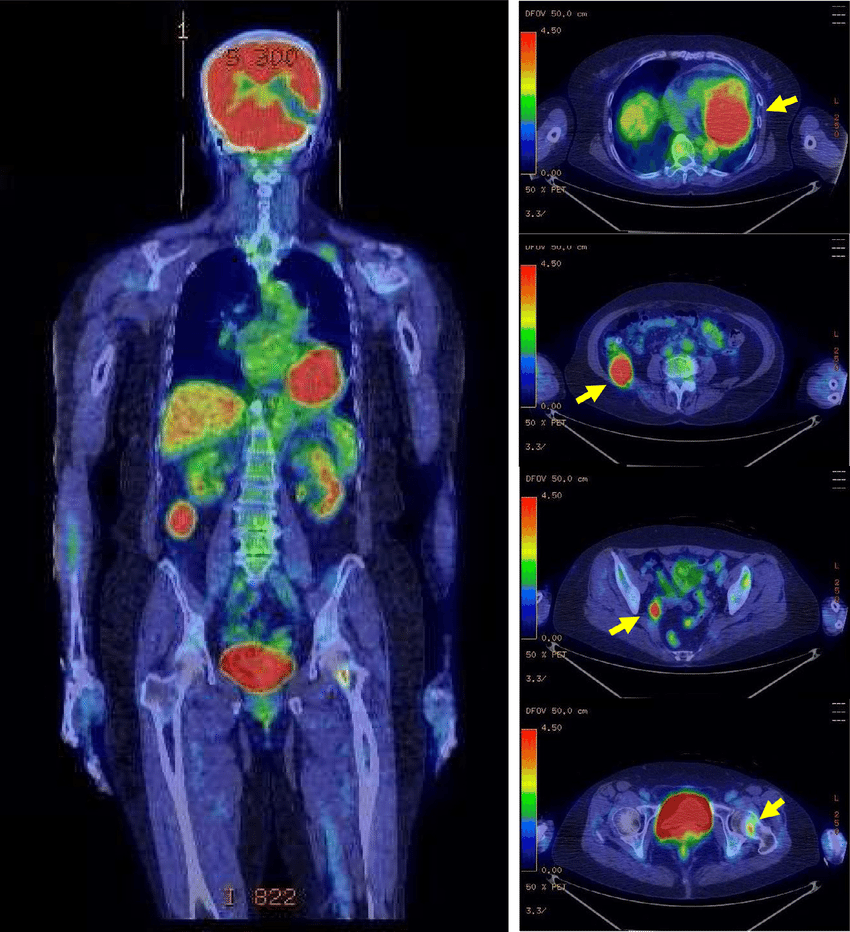 1
S 300
I 822
DFOV 50.0 cm
4.50
0.00
50 % PET
3.3/
L
DFOV 50.0 cm
4.50
0.00
50 % PET
3.3/
L
DFOV 50.0 cm
4.50
0.00
50 % PET
3.3/
L
DFOV 50.0 cm
4.50
0.00
50 % PET
3.3/
L